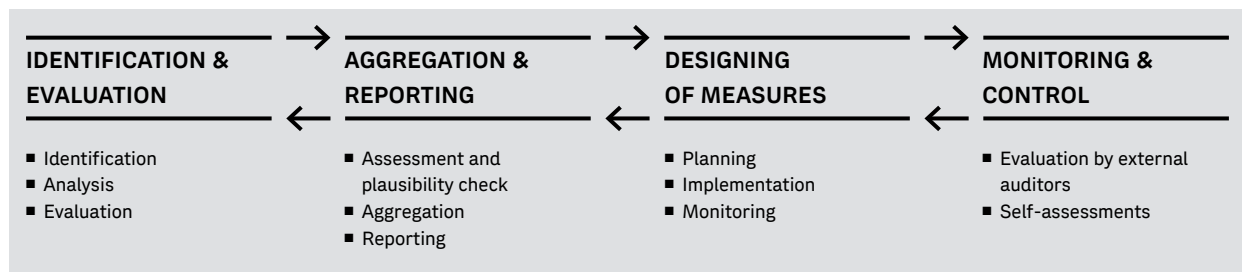 IDENTIFICATION &
EVALUATION
■ Identification
■ Analysis
■ Evaluation
AGGREGATION &
REPORTING
■ Assessment and
plausibility check
■ Aggregation
■ Reporting
DESIGNING
OF MEASURES
■ Planning
■ Implementation
■ Monitoring
MONITORING &
CONTROL
■ Evaluation by external
auditors
■ Self-assessments